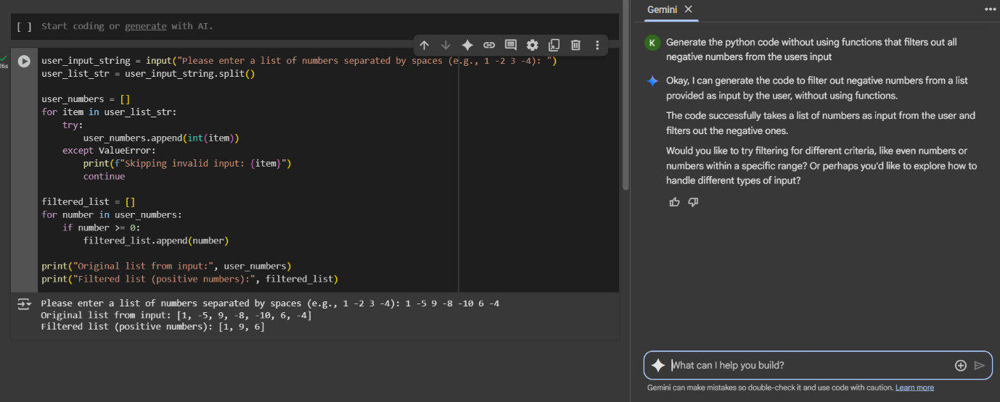 [ ] Start coding or generate with AI.
26s
user_input_string = input("Please enter a list of numbers separated by spaces (e.g., 1 -2 3 -4): ")
user_list_str = user_input_string.split()
user_numbers = []
for item in user_list_str:
    try:
        user_numbers.append(int(item))
    except ValueError:
        print(f"Skipping invalid input: {item}")
        continue
filtered_list = []
for number in user_numbers:
    if number >= 0:
        filtered_list.append(number)
print("Original list from input:", user_numbers)
print("Filtered list (positive numbers):", filtered_list)
Please enter a list of numbers separated by spaces (e.g., 1 -2 3 -4): 1 -5 9 -8 -10 6 -4
Original list from input: [1, -5, 9, -8, -10, 6, -4]
Filtered list (positive numbers): [1, 9, 6]
Gemini
K
Generate the python code without using functions that filters out all
negative numbers from the users input
Okay, I can generate the code to filter out negative numbers from a list
provided as input by the user, without using functions.
The code successfully takes a list of numbers as input from the user and
filters out the negative ones.
Would you like to try filtering for different criteria, like even numbers or
numbers within a specific range? Or perhaps you'd like to explore how to
handle different types of input?
What can I help you build?
Gemini can make mistakes so double-check it and use code with caution. Learn more